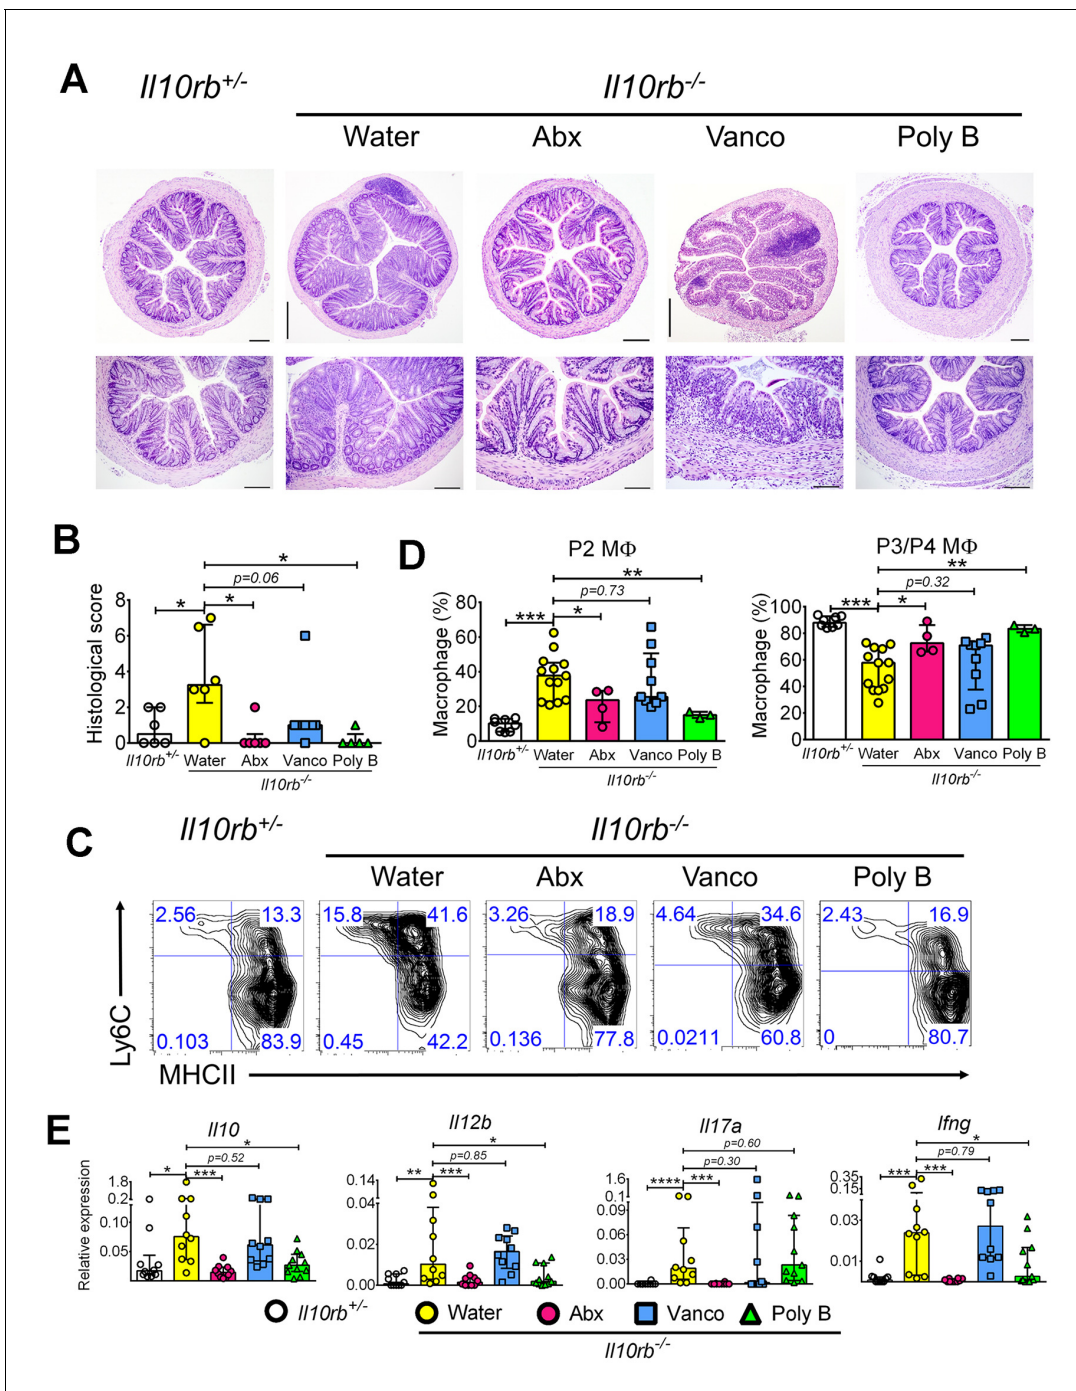 A
Il10rb+/-
Il10rb-/-
Water Abx Vanco Poly B
B
Histological score
8
6
4
2
0
* * p=0.06 *
Il10rb+/- Water Abx Vanco Poly B
Il10rb-/-
D
P2 MΦ
Macrophage (%)
80
60
40
20
0
*** * p=0.73 **
Il10rb+/- Water Abx Vanco Poly B
Il10rb-/-
P3/P4 MΦ
Macrophage (%)
100
80
60
40
20
0
*** * p=0.32 **
Il10rb+/- Water Abx Vanco Poly B
Il10rb-/-
C
Il10rb+/-
Il10rb-/-
Water Abx Vanco Poly B
Ly6C
2.56 13.3
0.103 83.9
15.8 41.6
0.45 42.2
3.26 18.9
0.136 77.8
4.64 34.6
0.0211 60.8
2.43 16.9
0 80.7
MHCII
E
Relative expression
Il10
1.8
0.2
0.10
0.05
* *** p=0.52 *
Il12b
0.14
0.04
0.02
0.00
** *** p=0.85 *
Il17a
1.6
0.1
0.09
0.06
0.03
0.00
**** *** p=0.30 p=0.60
Ifng
0.35
0.15
0.03
0.01
*** *** p=0.79 *
Il10rb+/- Water Abx Vanco Poly B
Il10rb-/-